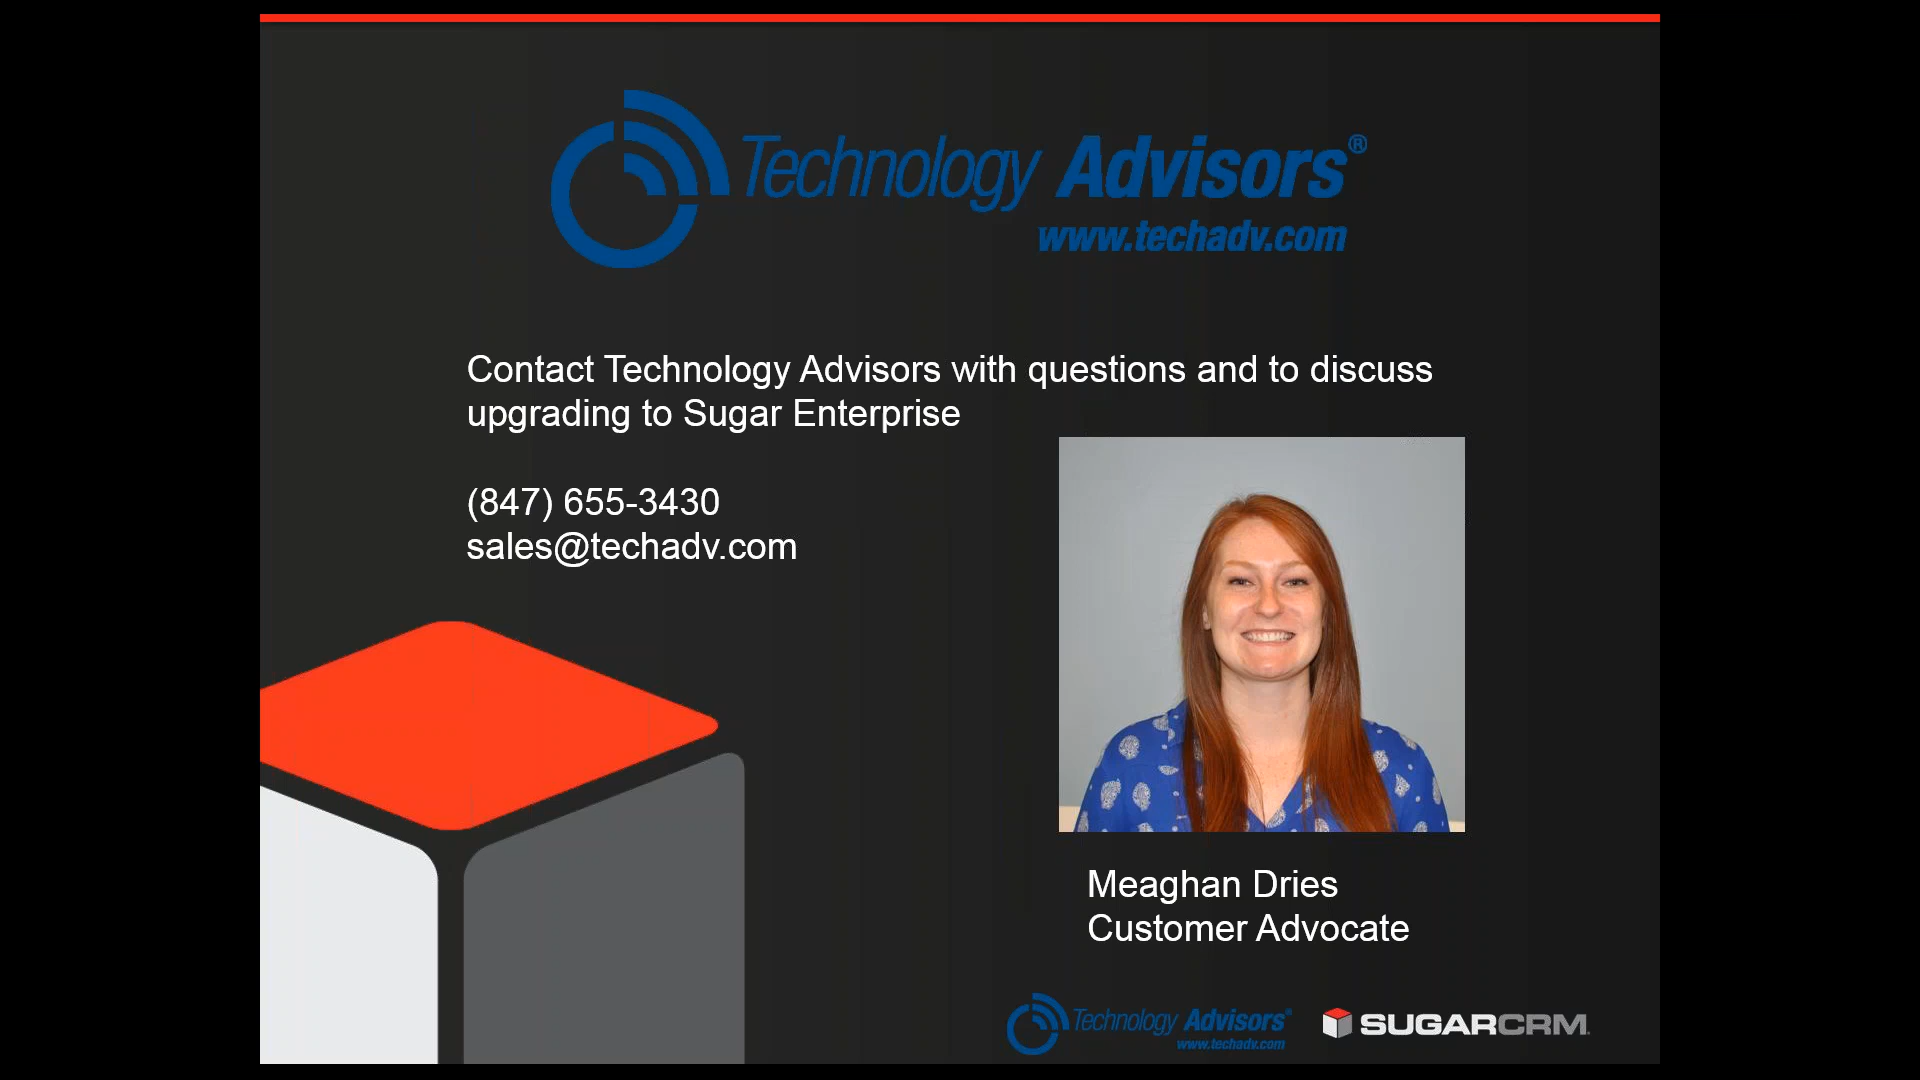 Technology Advisors®
www.techadv.com
Contact Technology Advisors with questions and to discuss
upgrading to Sugar Enterprise
(847) 655-3430
sales@techadv.com
Meaghan Dries
Customer Advocate
Technology Advisors®
www.techadv.com
SUGARCRM